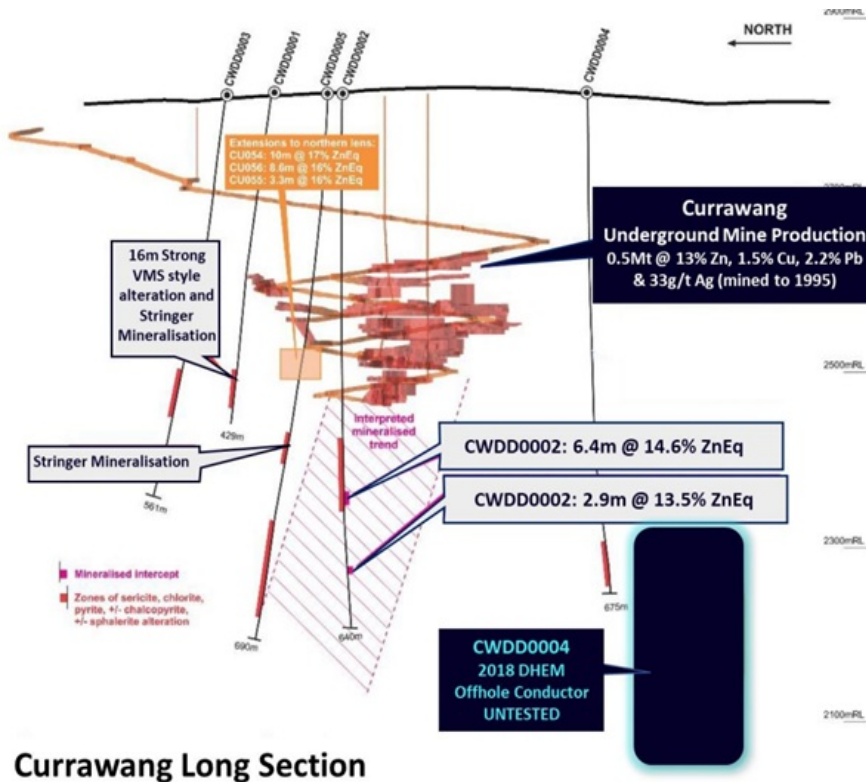 2900mRL
NORTH
CWDD0003
CWDD0001
CWDD0005
CWDD0002
CWDD0004
Extensions to northern lens:
CU054: 10m @ 17% ZnEq
CU056: 8.6m @ 16% ZnEq
CU055: 3.3m @ 16% ZnEq
Currawang
Underground Mine Production
0.5Mt @ 13% Zn, 1.5% Cu, 2.2% Pb
& 33g/t Ag (mined to 1995)
16m Strong
VMS style
alteration and
Stringer
Mineralisation
2500mRL
429m
Interpreted
mineralised
trend
CWDD0002: 6.4m @ 14.6% ZnEq
Stringer Mineralisation
CWDD0002: 2.9m @ 13.5% ZnEq
561m
2300mRL
Mineralised intercept
Zones of sericite, chlorite,
pyrite, +/- chalcopyrite,
+/- sphalerite alteration
675m
690m
640m
CWDD0004
2018 DHEM
Offhole Conductor
UNTESTED
2100mRL
Currawang Long Section